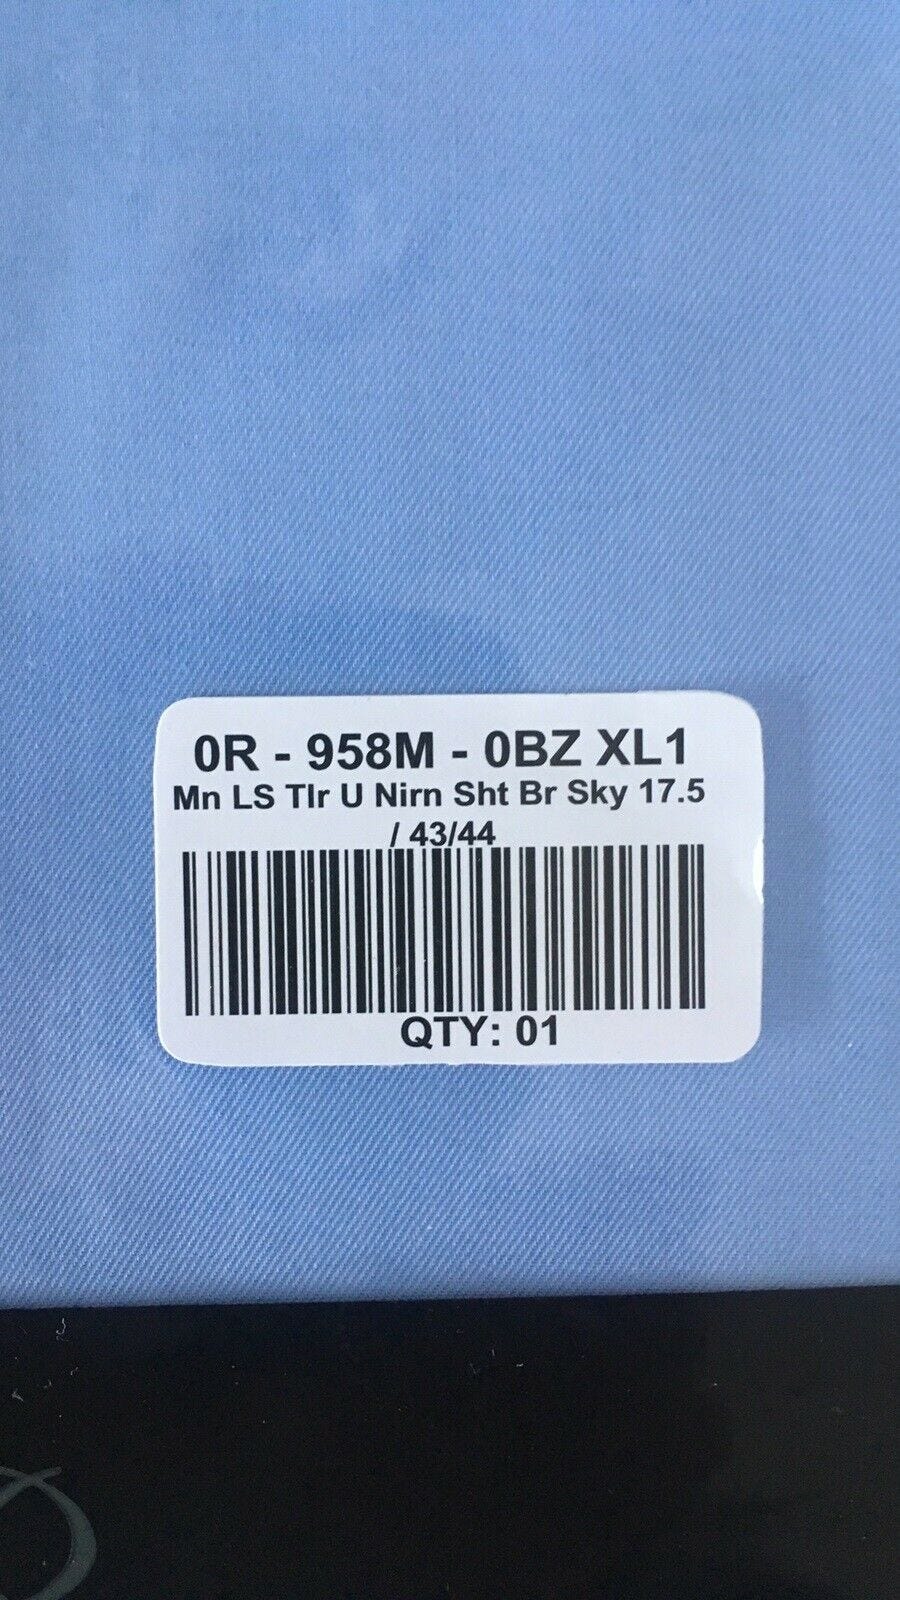 0R - 958M - 0BZ XL1
Mn LS Tlr U Nirn Sht Br Sky 17.5
/ 43/44
QTY: 01